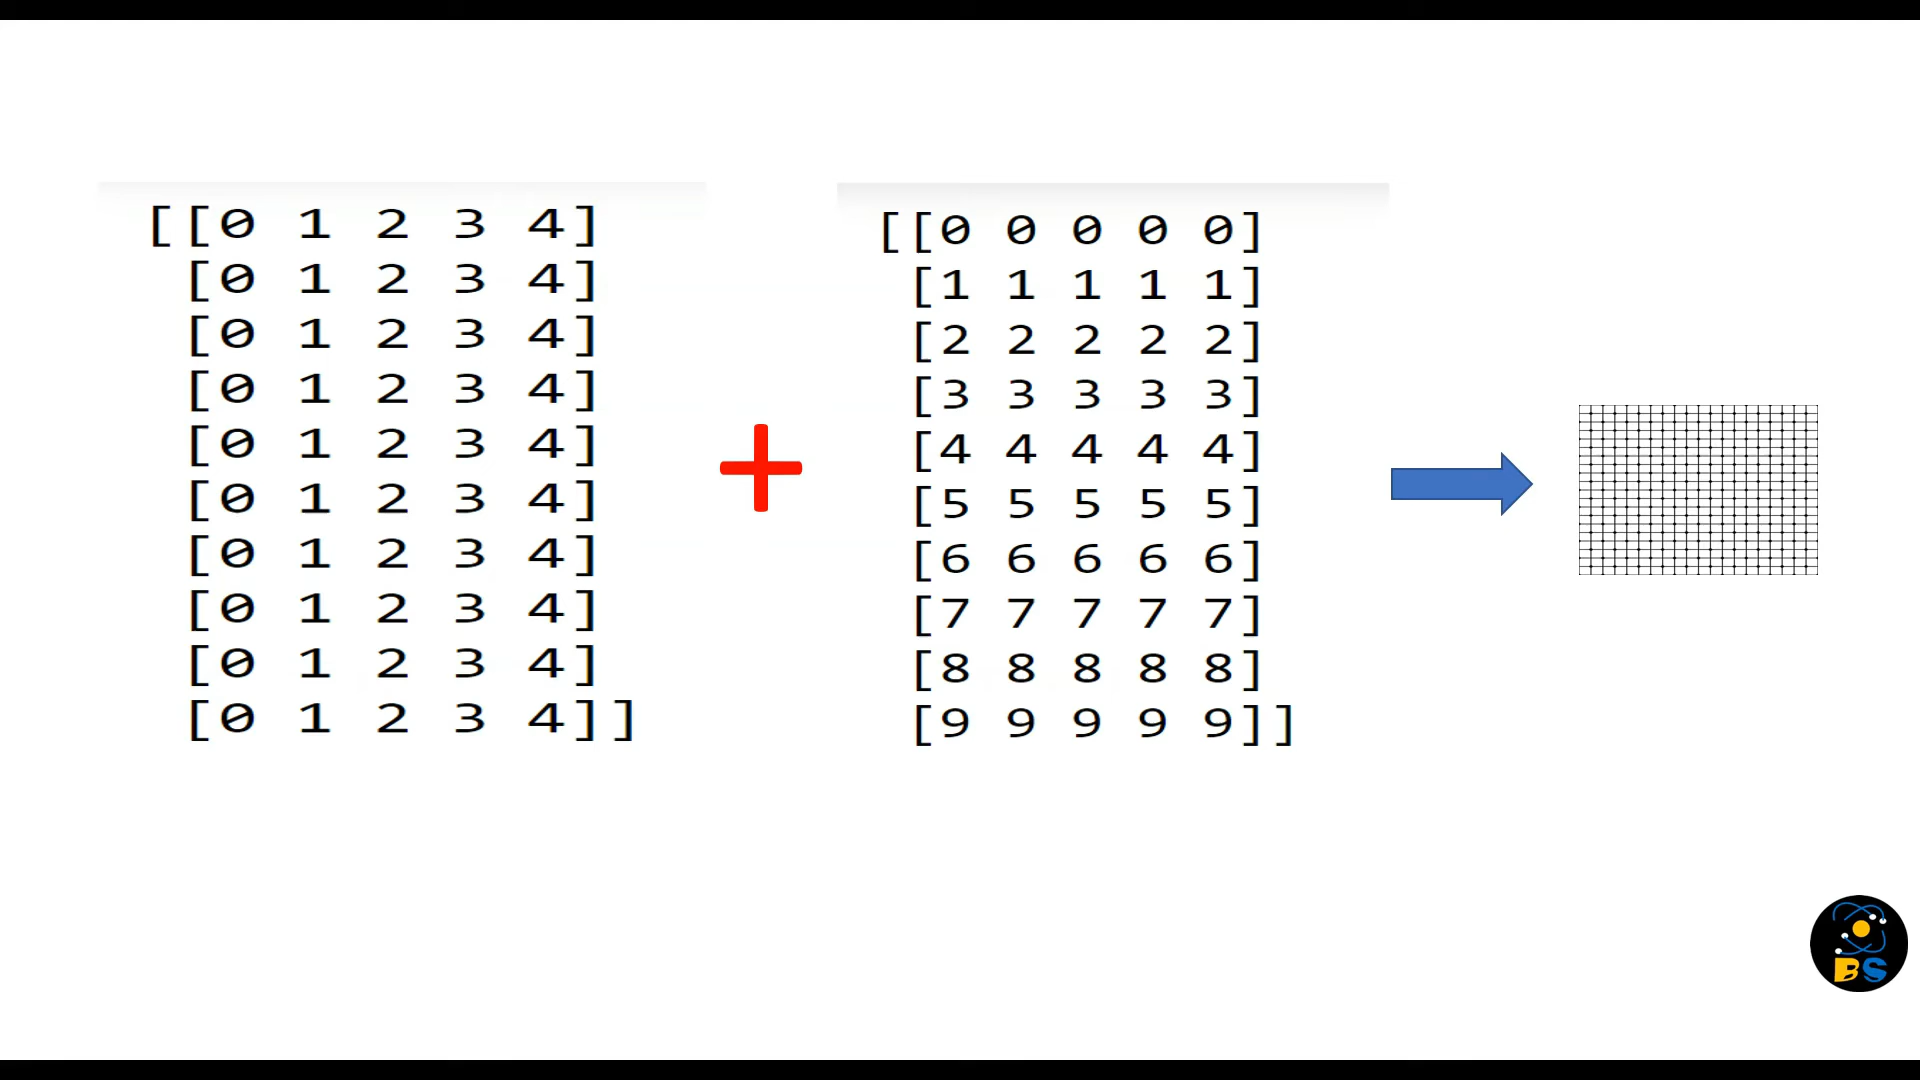 [[0 1 2 3 4]
[0 1 2 3 4]
[0 1 2 3 4]
[0 1 2 3 4]
[0 1 2 3 4]
[0 1 2 3 4]
[0 1 2 3 4]
[0 1 2 3 4]
[0 1 2 3 4]
[0 1 2 3 4]]
+
[[0 0 0 0 0]
[1 1 1 1 1]
[2 2 2 2 2]
[3 3 3 3 3]
[4 4 4 4 4]
[5 5 5 5 5]
[6 6 6 6 6]
[7 7 7 7 7]
[8 8 8 8 8]
[9 9 9 9 9]]
BS